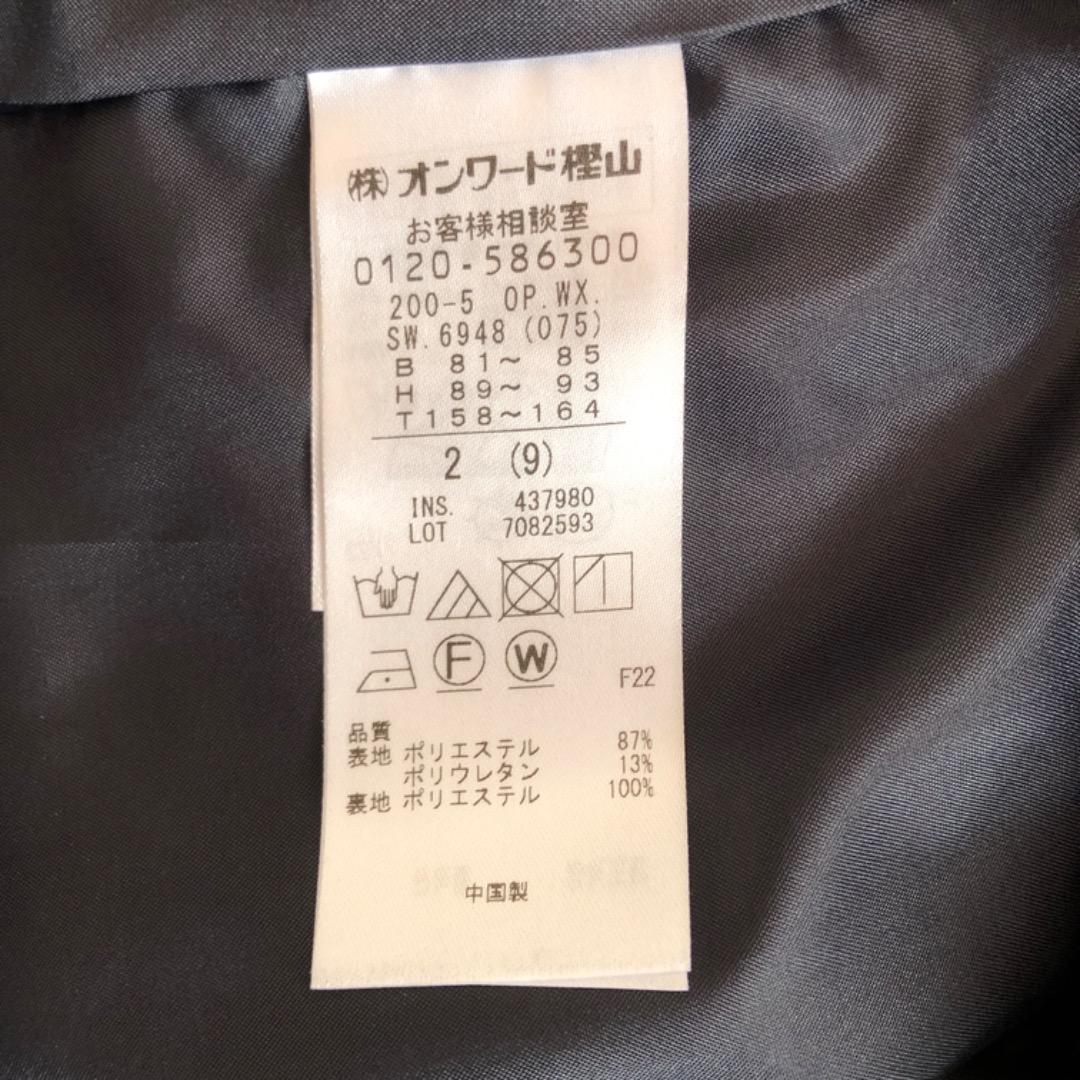 (株)オンワード樫山
お客様相談室
0120-586300
200-5 OP.WX.
SW.6948 (075)
B 81～ 85
H 89～ 93
T158～164
2 (9)
INS. 437980
LOT 7082593
F W F22
品質
表地 ポリエステル 87%
ポリウレタン 13%
裏地 ポリエステル 100%
中国製